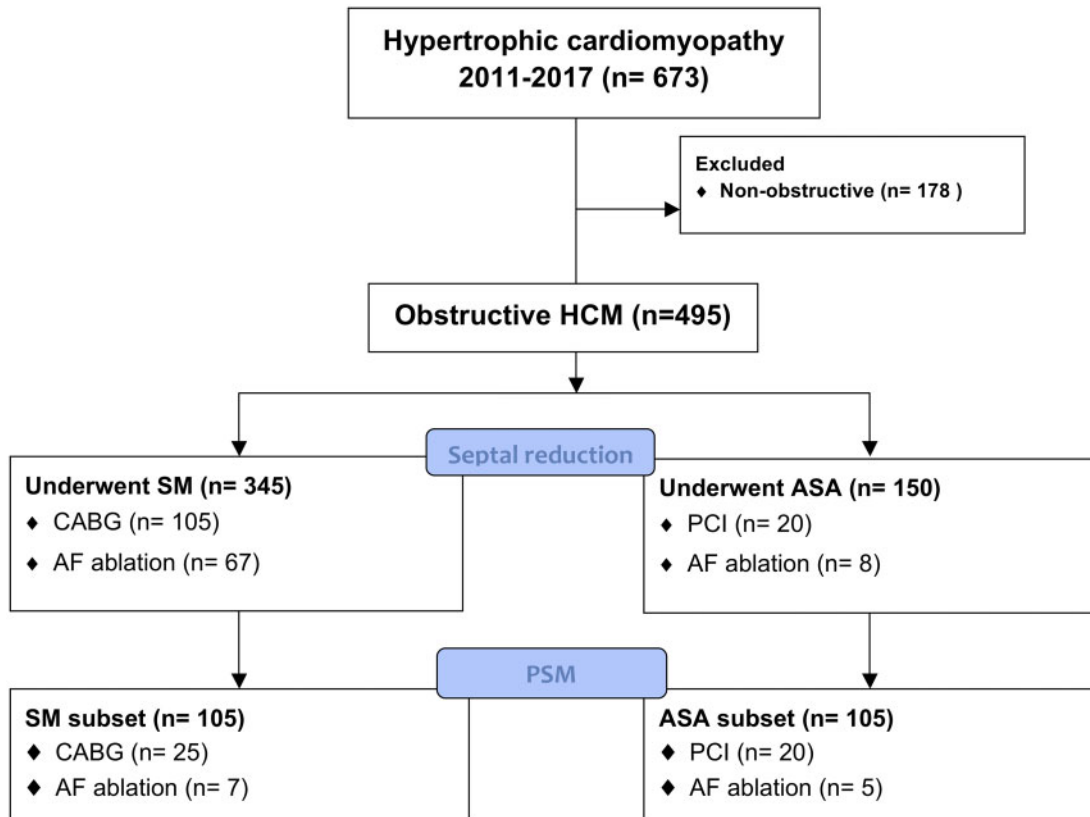 Hypertrophic cardiomyopathy
2011-2017 (n= 673)
Excluded
♦ Non-obstructive (n= 178 )
Obstructive HCM (n=495)
Septal reduction
Underwent SM (n= 345)
♦ CABG (n= 105)
♦ AF ablation (n= 67)
Underwent ASA (n= 150)
♦ PCI (n= 20)
♦ AF ablation (n= 8)
PSM
SM subset (n= 105)
♦ CABG (n= 25)
♦ AF ablation (n= 7)
ASA subset (n= 105)
♦ PCI (n= 20)
♦ AF ablation (n= 5)